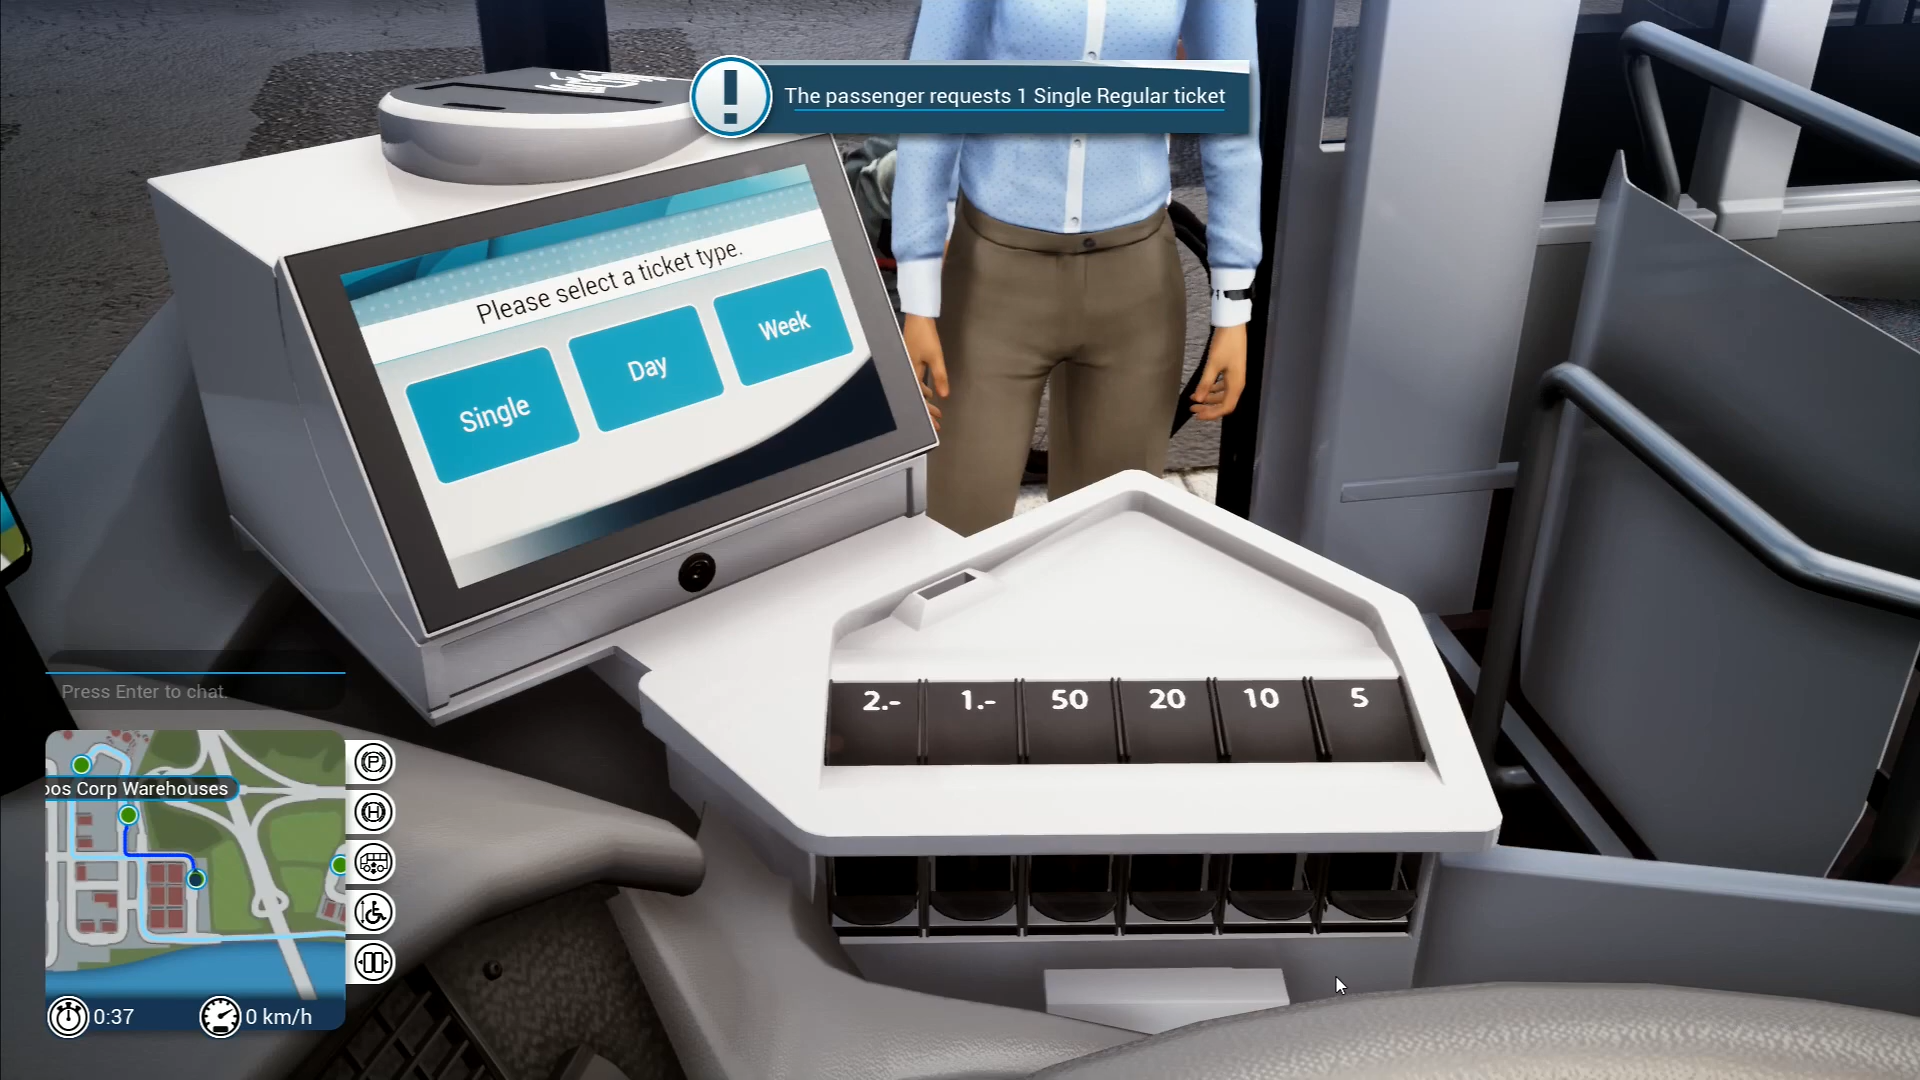 The passenger requests 1 Single Regular ticket
Please select a ticket type.
Single
Day
Week
2.- 1.- 50 20 10 5
Press Enter to chat.
oos Corp Warehouses
P
H
0:37
0 km/h